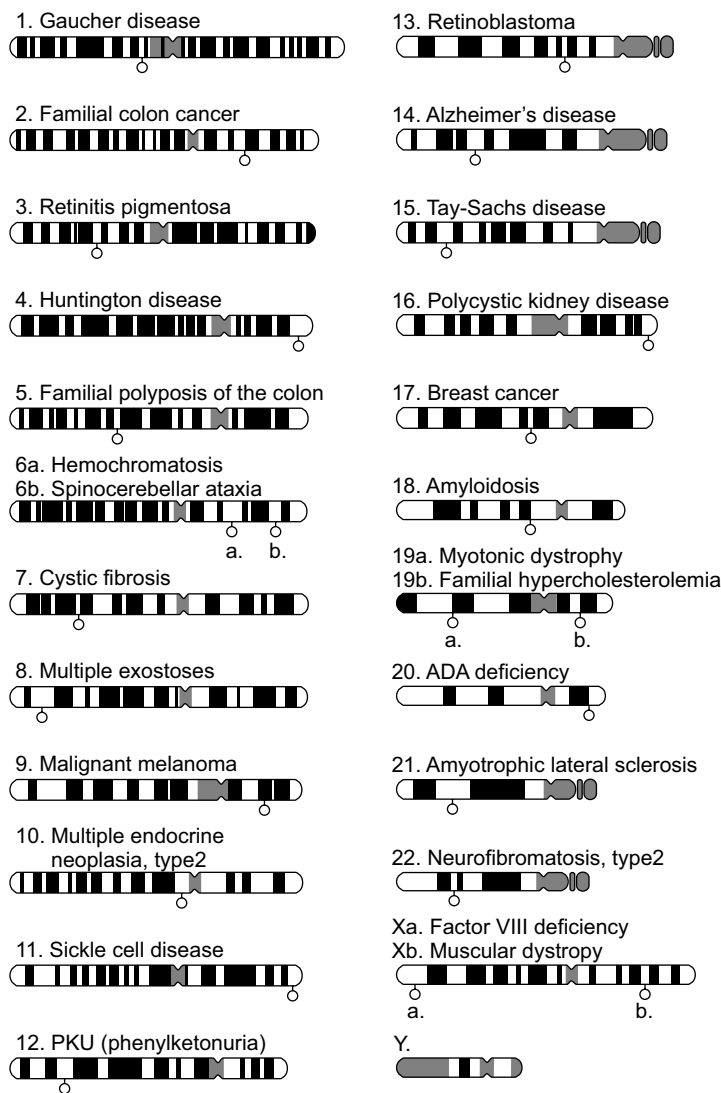 1. Gaucher disease
2. Familial colon cancer
3. Retinitis pigmentosa
4. Huntington disease
5. Familial polyposis of the colon
6a. Hemochromatosis
6b. Spinocerebellar ataxia
a. b.
7. Cystic fibrosis
8. Multiple exostoses
9. Malignant melanoma
10. Multiple endocrine
neoplasia, type2
11. Sickle cell disease
12. PKU (phenylketonuria)
13. Retinoblastoma
14. Alzheimer's disease
15. Tay-Sachs disease
16. Polycystic kidney disease
17. Breast cancer
18. Amyloidosis
19a. Myotonic dystrophy
19b. Familial hypercholesterolemia
a. b.
20. ADA deficiency
21. Amyotrophic lateral sclerosis
22. Neurofibromatosis, type2
Xa. Factor VIII deficiency
Xb. Muscular dystropy
a. b.
Y.